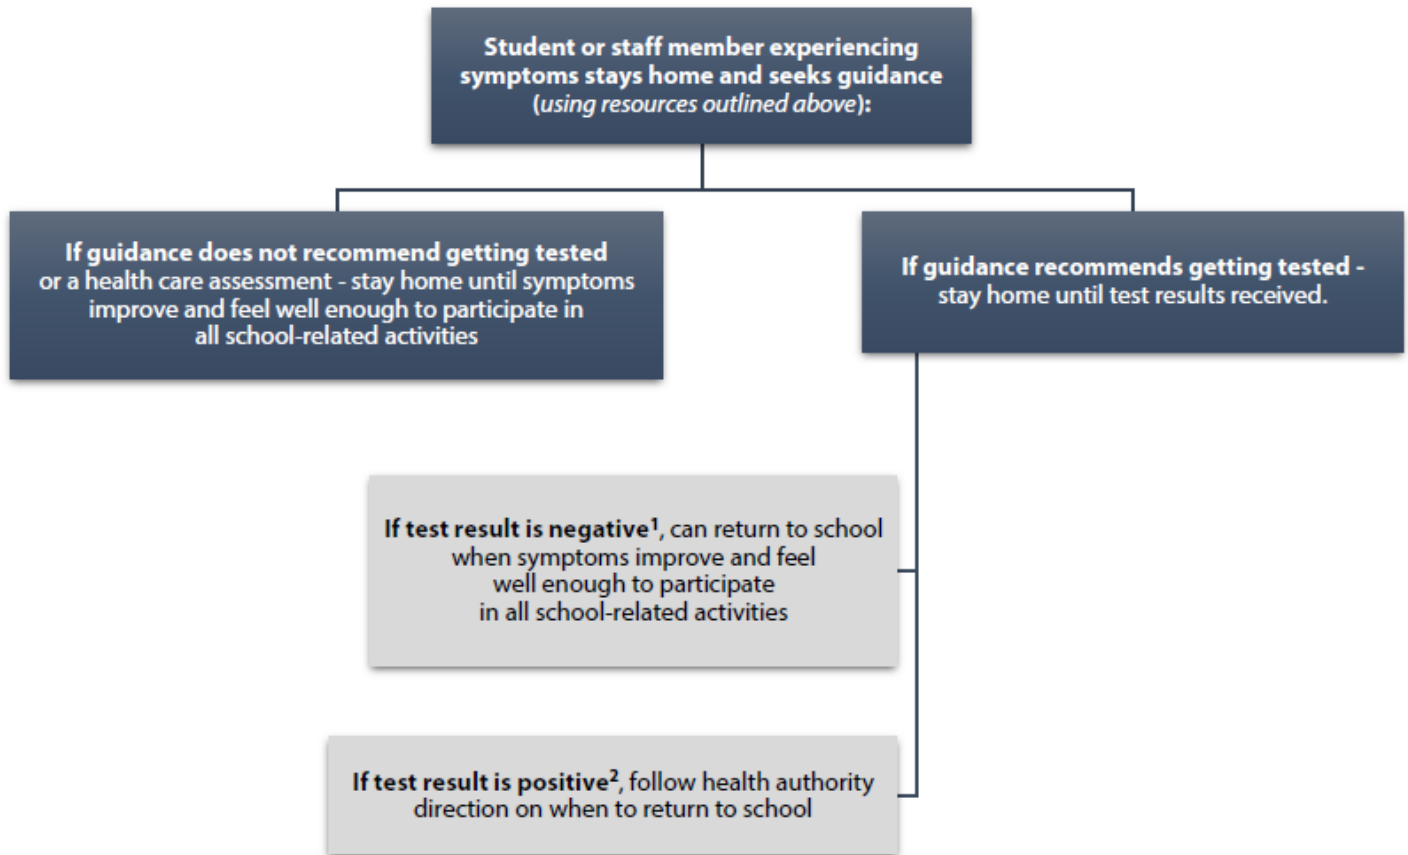 Student or staff member experiencing
symptoms stays home and seeks guidance
(using resources outlined above):
If guidance does not recommend getting tested
or a health care assessment - stay home until symptoms
improve and feel well enough to participate in
all school-related activities
If guidance recommends getting tested -
stay home until test results received.
If test result is negative¹, can return to school
when symptoms improve and feel
well enough to participate
in all school-related activities
If test result is positive², follow health authority
direction on when to return to school